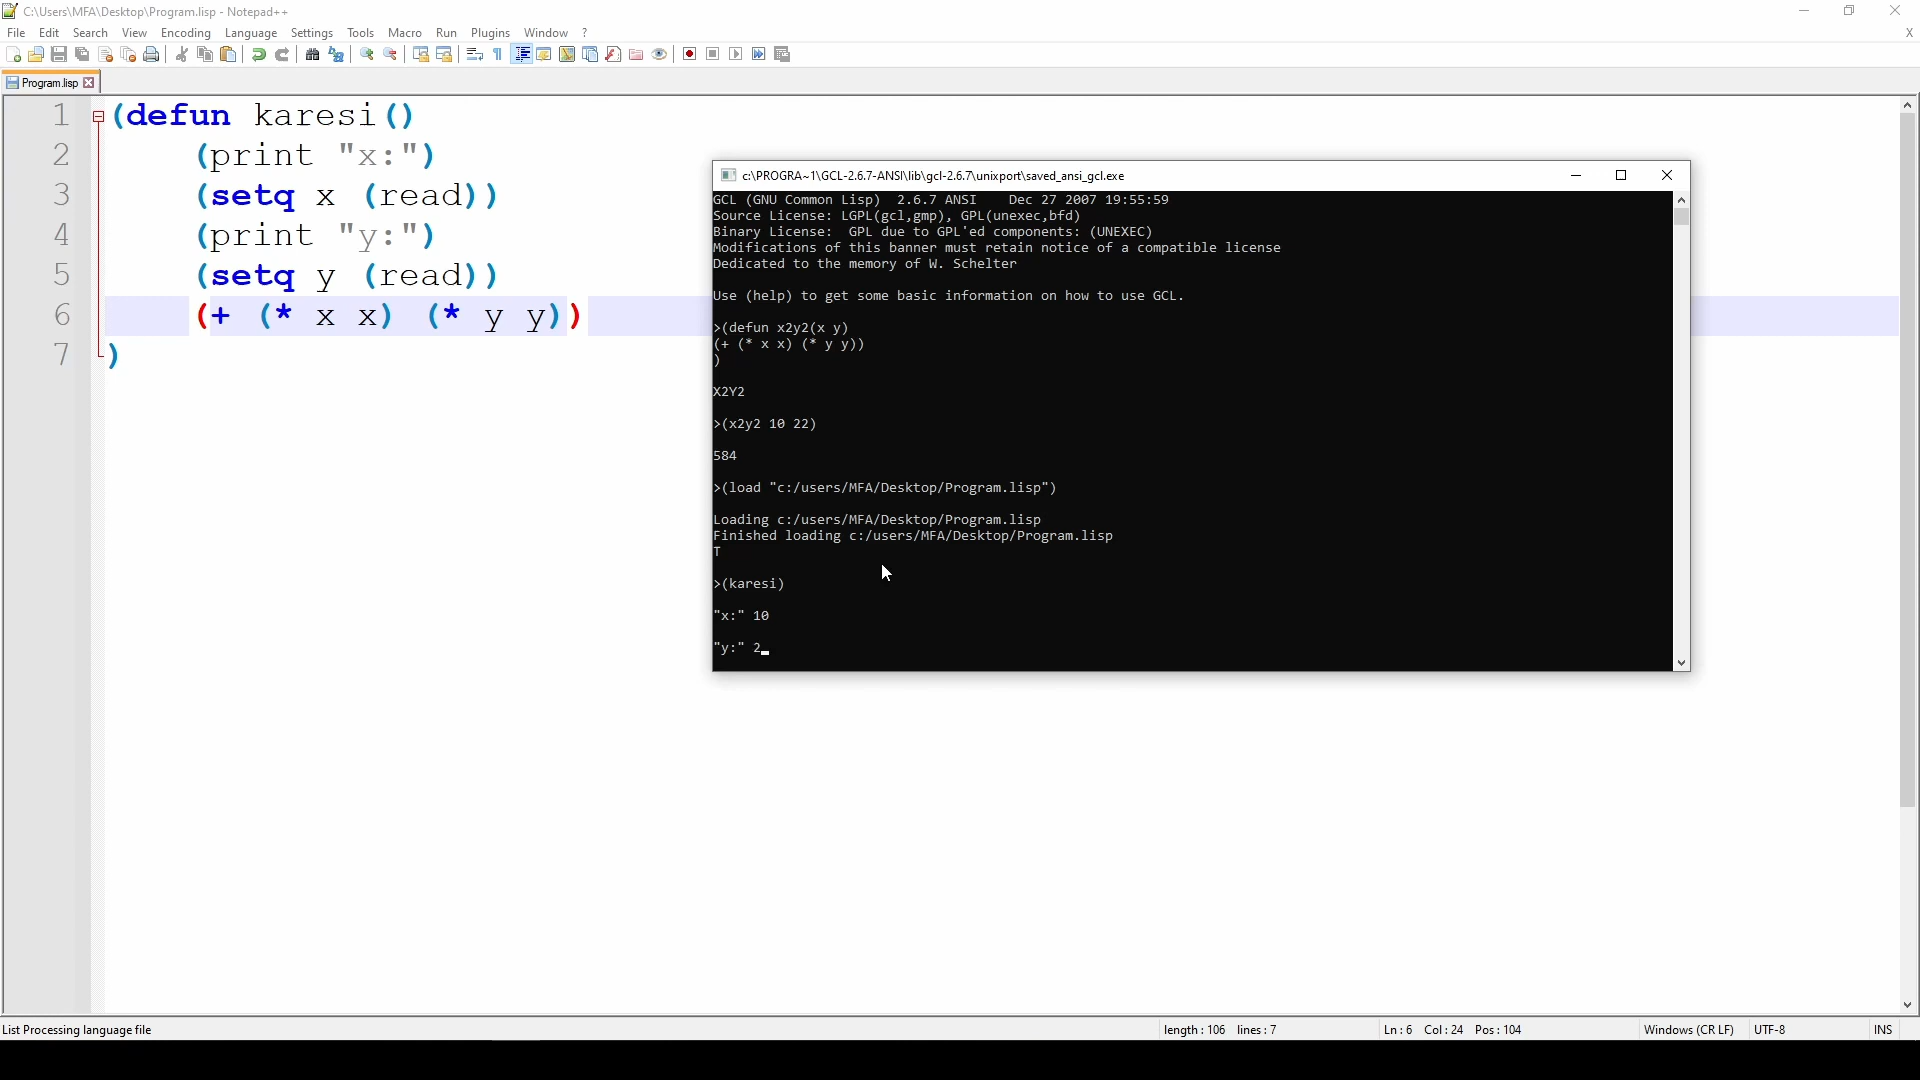 C:\Users\MFA\Desktop\Program.lisp - Notepad++
File Edit Search View Encoding Language Settings Tools Macro Run Plugins Window ? X
Program.lisp
1 (defun karesi()
2 (print "x:")
3 (setq x (read))
4 (print "y:")
5 (setq y (read))
6 (+ (* x x) (* y y))
7 )
c:\PROGRA~1\GCL-2.6.7-ANSI\lib\gcl-2.6.7\unixport\saved_ansi_gcl.exe
GCL (GNU Common Lisp)  2.6.7 ANSI    Dec 27 2007 19:55:59
Source License: LGPL(gcl,gmp), GPL(unexec,bfd)
Binary License:  GPL due to GPL'ed components: (UNEXEC)
Modifications of this banner must retain notice of a compatible license
Dedicated to the memory of W. Schelter
Use (help) to get some basic information on how to use GCL.
>(defun x2y2(x y)
(+ (* x x) (* y y))
)
X2Y2
>(x2y2 10 22)
584
>(load "c:/users/MFA/Desktop/Program.lisp")
Loading c:/users/MFA/Desktop/Program.lisp
Finished loading c:/users/MFA/Desktop/Program.lisp
T
>(karesi)
"x:" 10
"y:" 2
List Processing language file length : 106 lines : 7 Ln : 6 Col : 24 Pos : 104 Windows (CR LF) UTF-8 INS